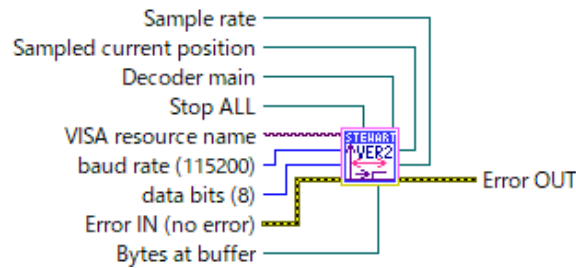 Sample rate
Sampled current position
Decoder main
Stop ALL
VISA resource name
STEWART
VER2
baud rate (115200)
data bits (8)
Error OUT
Error IN (no error)
Bytes at buffer